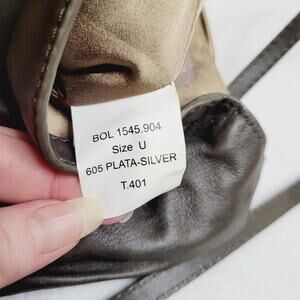 BOL 1545.904
Size U
605 PLATA-SILVER
T.401